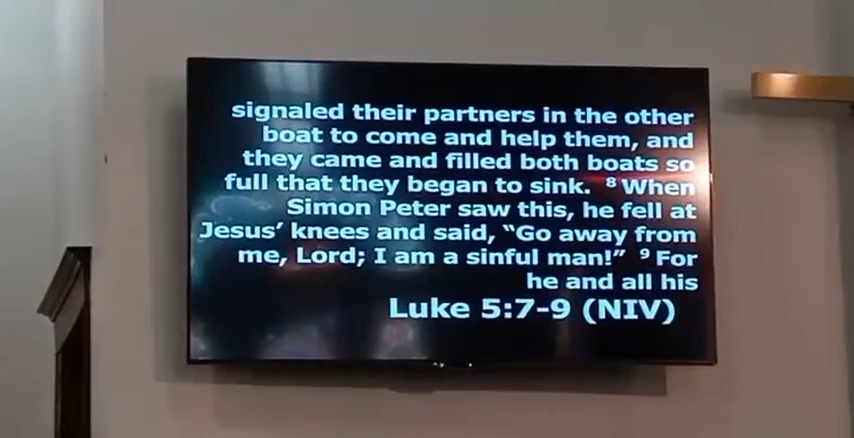 signaled their partners in the other
boat to come and help them, and
they came and filled both boats so
full that they began to sink. ⁸ When
Simon Peter saw this, he fell at
Jesus’ knees and said, “Go away from
me, Lord; I am a sinful man!” ⁹ For
he and all his
Luke 5:7-9 (NIV)